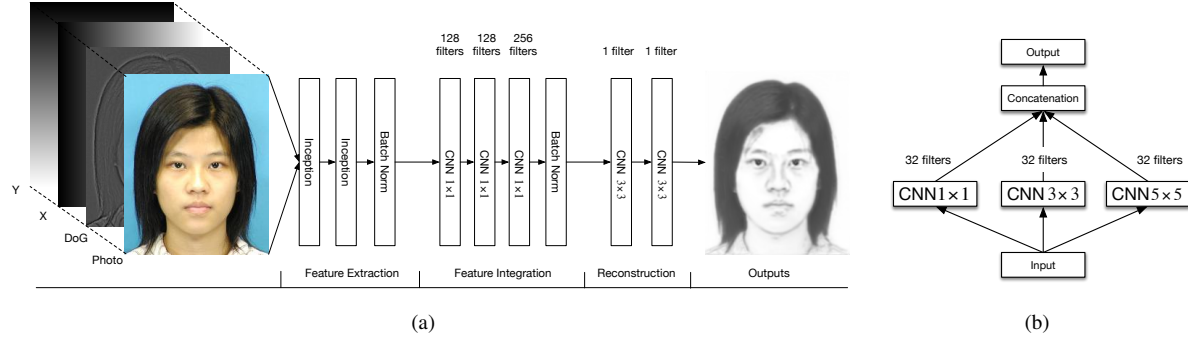 Y
X
DoG
Photo
Inception
Inception
Batch Norm
128
filters
128
filters
256
filters
CNN 1×1
CNN 1×1
CNN 1×1
Batch Norm
1 filter
1 filter
CNN 3×3
CNN 3×3
Feature Extraction
Feature Integration
Reconstruction
Outputs
(a)
Output
Concatenation
32 filters
32 filters
32 filters
CNN1×1
CNN3×3
CNN5×5
Input
(b)